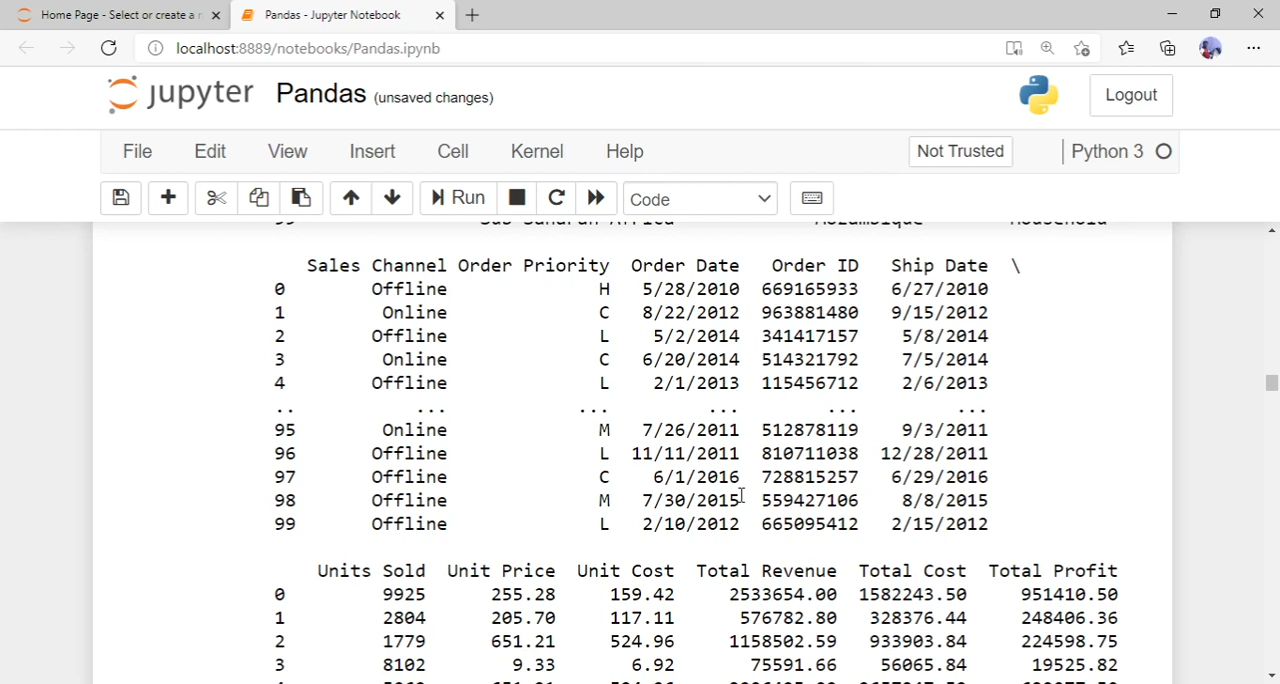 Home Page - Select or create a
Pandas - Jupyter Notebook
localhost:8889/notebooks/Pandas.ipynb
jupyter Pandas (unsaved changes)
Logout
File Edit View Insert Cell Kernel Help Not Trusted Python 3
Run Code
99 Sub-Saharan Africa Mozambique Household
Sales Channel Order Priority Order Date Order ID Ship Date \
0 Offline H 5/28/2010 669165933 6/27/2010
1 Online C 8/22/2012 963881480 9/15/2012
2 Offline L 5/2/2014 341417157 5/8/2014
3 Online C 6/20/2014 514321792 7/5/2014
4 Offline L 2/1/2013 115456712 2/6/2013
.. ... ... ... ... ...
95 Online M 7/26/2011 512878119 9/3/2011
96 Offline L 11/11/2011 810711038 12/28/2011
97 Offline C 6/1/2016 728815257 6/29/2016
98 Offline M 7/30/2015 559427106 8/8/2015
99 Offline L 2/10/2012 665095412 2/15/2012
Units Sold Unit Price Unit Cost Total Revenue Total Cost Total Profit
0 9925 255.28 159.42 2533654.00 1582243.50 951410.50
1 2804 205.70 117.11 576782.80 328376.44 248406.36
2 1779 651.21 524.96 1158502.59 933903.84 224598.75
3 8102 9.33 6.92 75591.66 56065.84 19525.82